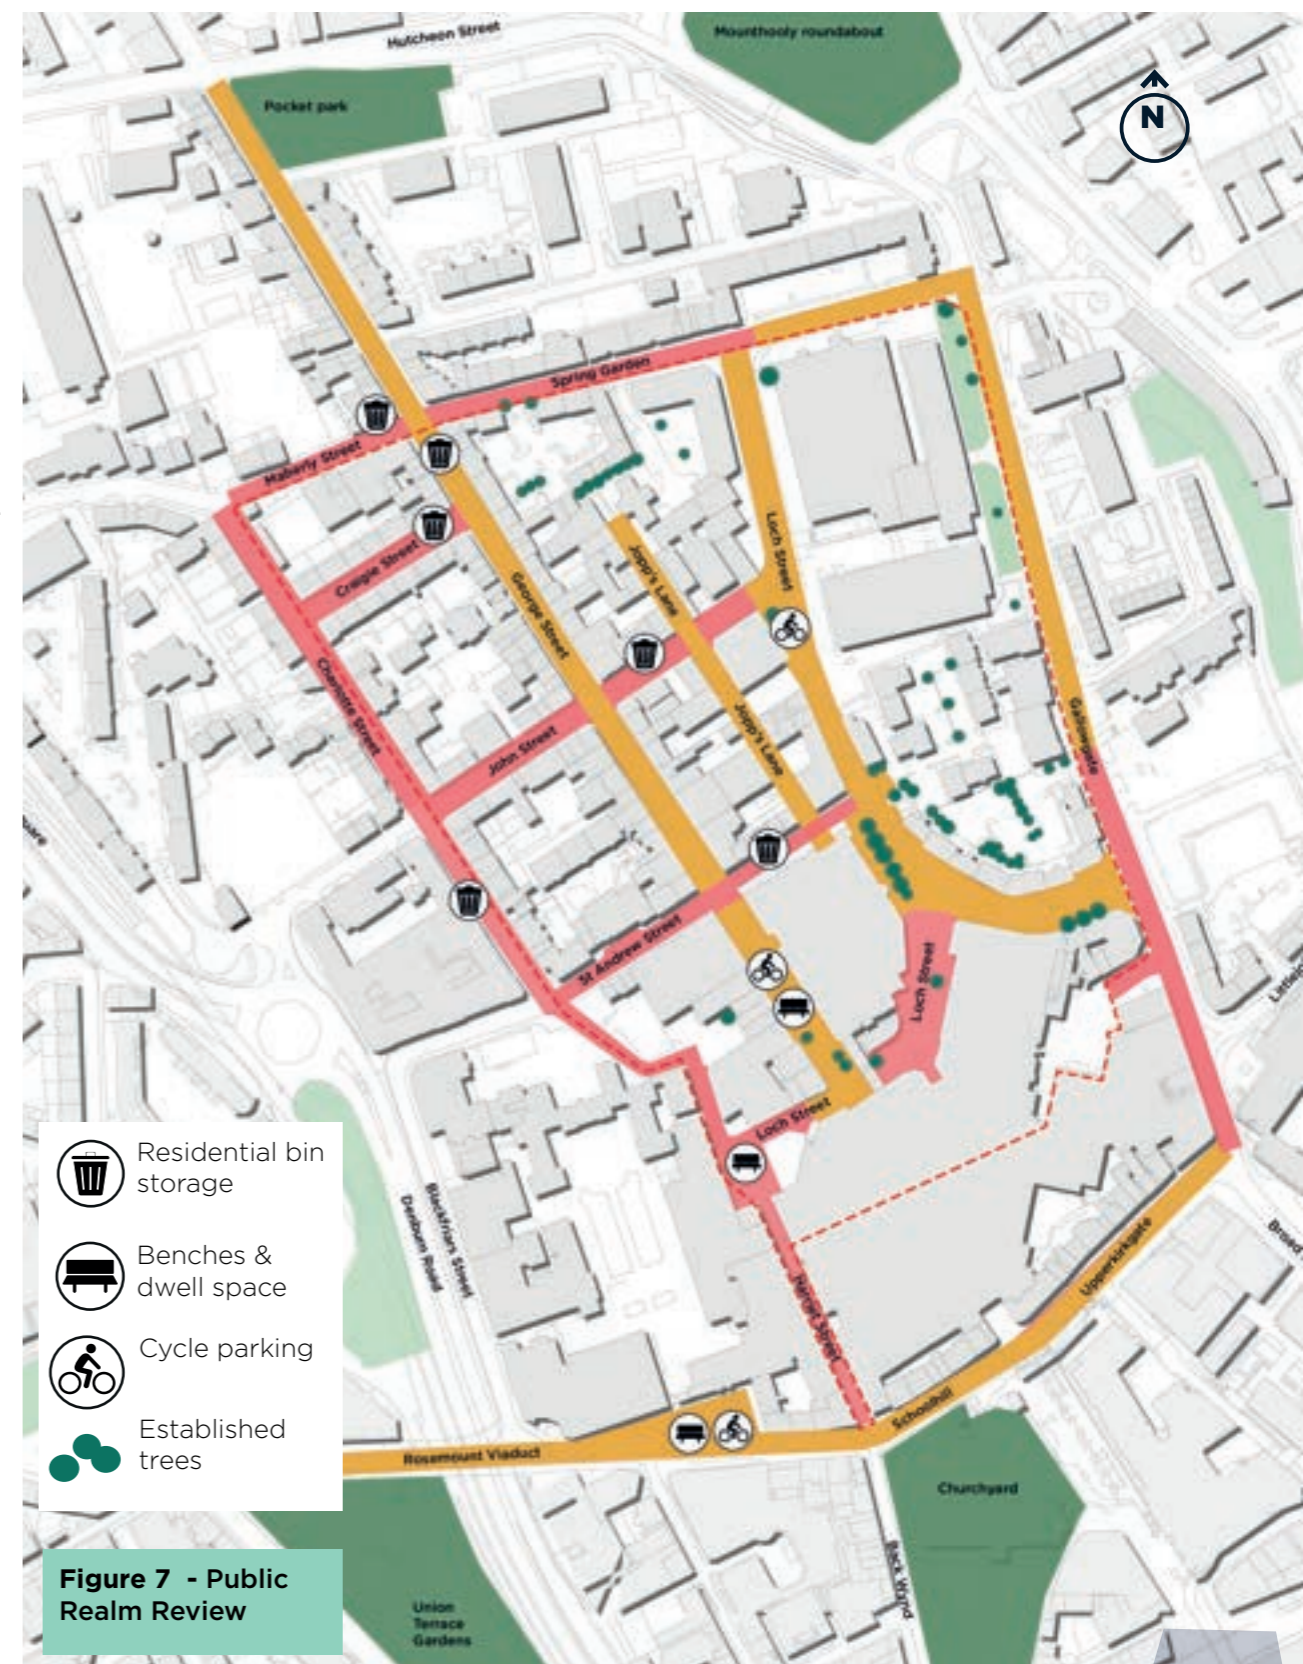 Hutcheon Street
Mounthooly roundabout
Pocket park
N
Spring Garden
Maberly Street
Craigie Street
Loch Street
Jopp's Lane
George Street
Charlotte Street
John Street
Jopp's Lane
Gallowgate
St Andrew Street
Loch Street
Loch Street
Blackfriars Street
Denburn Road
Harriet Street
Upperkirkgate
Broad
Schoolhill
Rosemount Viaduct
Churchyard
Back Wynd
Union
Terrace
Gardens
Residential bin
storage
Benches &
dwell space
Cycle parking
Established
trees
Figure 7 - Public
Realm Review